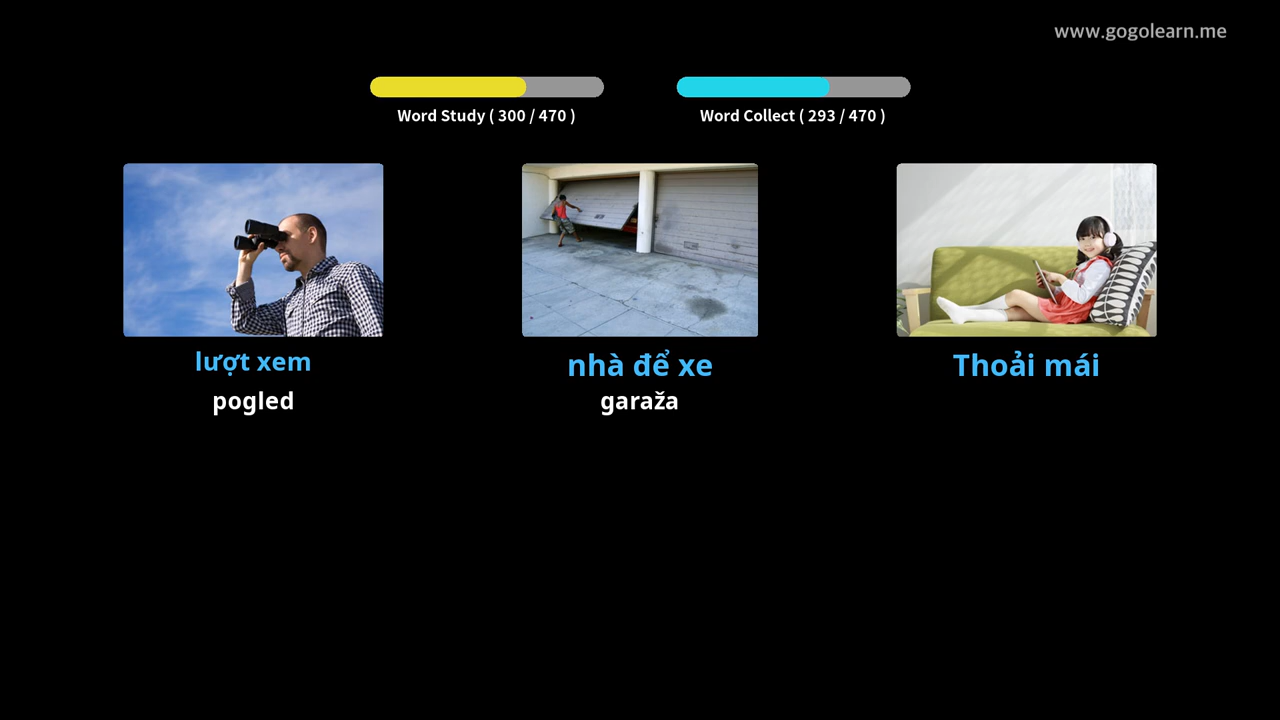 www.gogolearn.me
Word Study ( 300 / 470 )
Word Collect ( 293 / 470 )
lượt xem
pogled
nhà để xe
garaža
Thoải mái